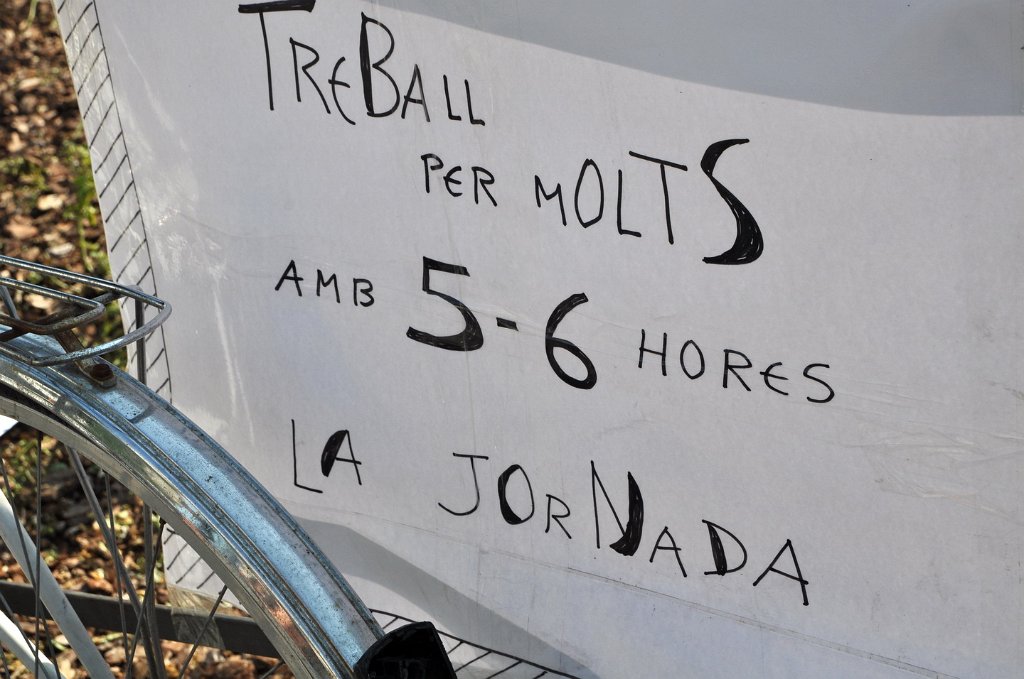 TREBALL
PER MOLTS
AMB 5-6 HORES
LA JORNADA